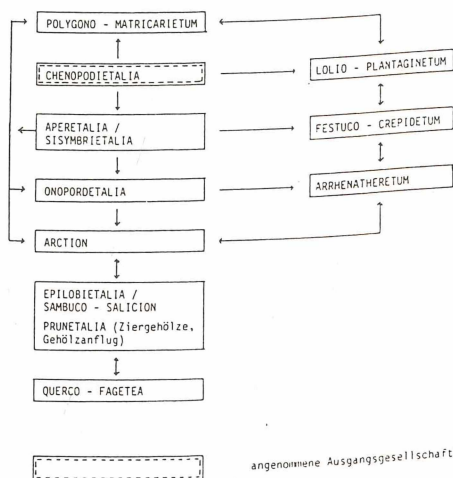 POLYGONO - MATRICARIETUM
CHENOPODIETALIA
LOLIO - PLANTAGINETUM
APERETALIA /
SISYMBRIETALIA
FESTUCO - CREPIDETUM
ONOPORDETALIA
ARRHENATHERETUM
ARCTION
EPILOBIETALIA /
SAMBUCO - SALICION
PRUNETALIA (Ziergehölze,
Gehölzanflug)
QUERCO - FAGETEA
angenommene Ausgangsgesellschaft